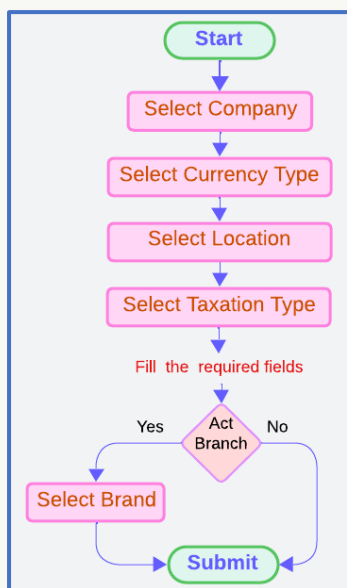 Start
Select Company
Select Currency Type
Select Location
Select Taxation Type
Fill the required fields
Act
Branch
Yes
No
Select Brand
Submit